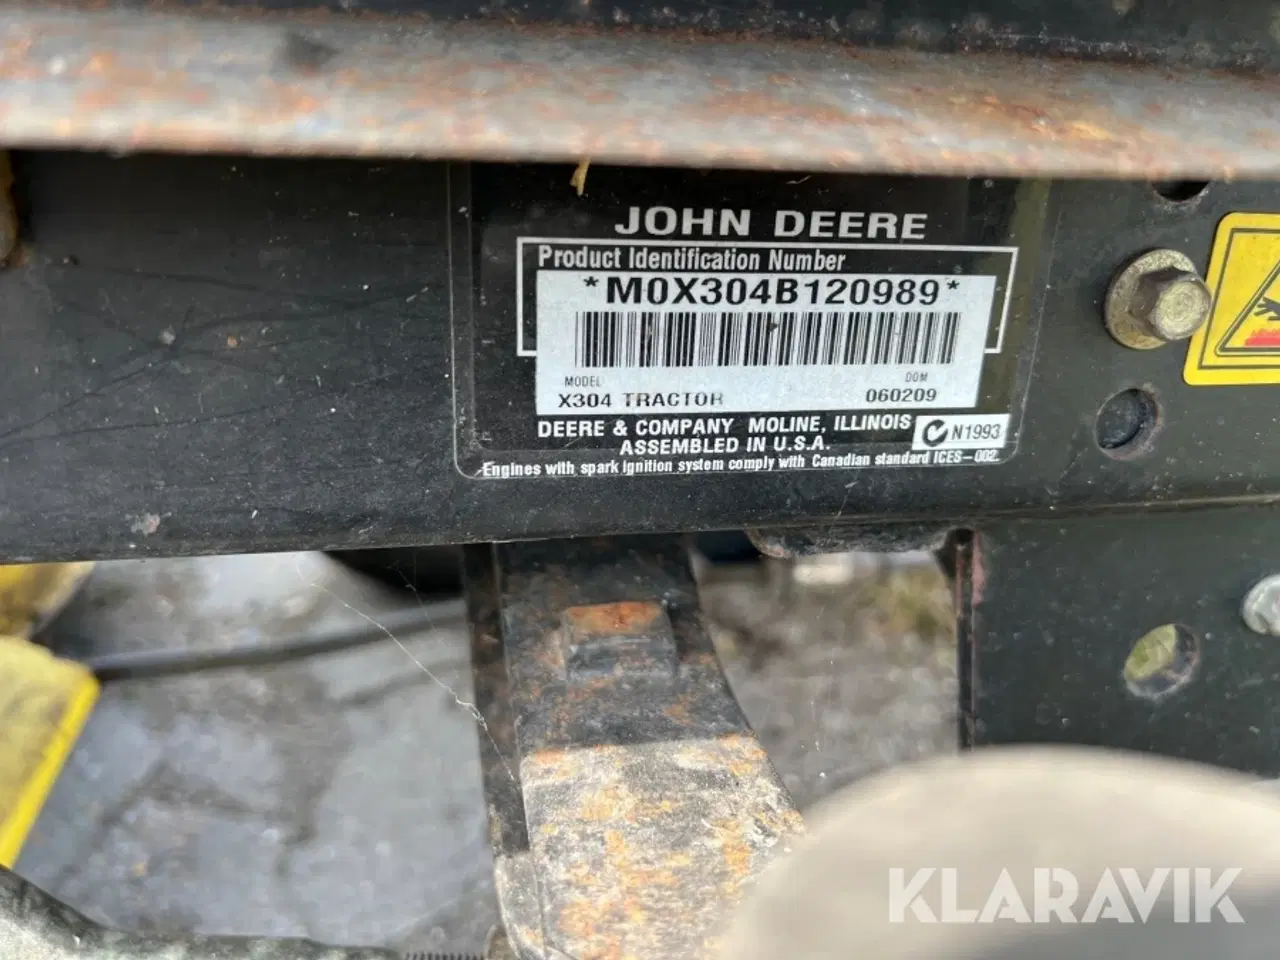 JOHN DEERE
Product Identification Number
*M0X304B120989*
MODEL
DOM
X304 TRACTOR
060209
DEERE & COMPANY MOLINE, ILLINOIS
ASSEMBLED IN U.S.A.
N1993
Engines with spark ignition system comply with Canadian standard ICES-002.
KLARAVIK